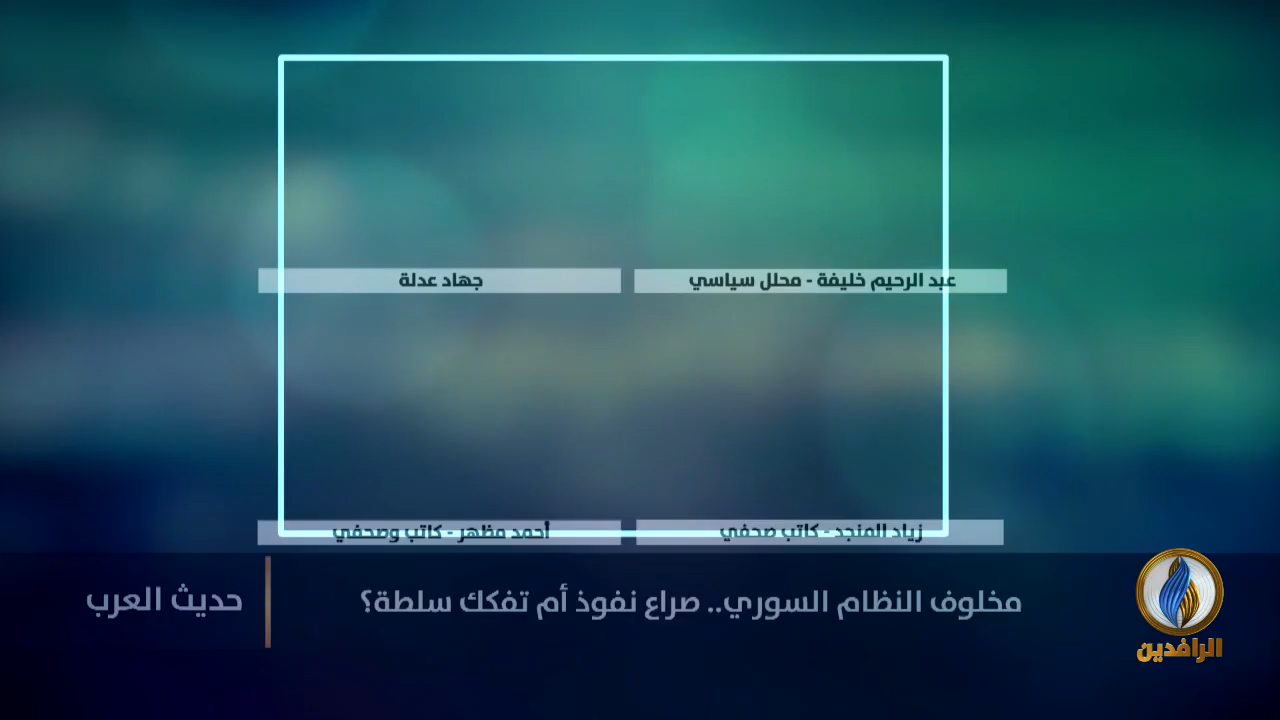 عبد الرحيم خليفة - محلل سياسي
جهاد عدلة
زياد المنجد - كاتب صحفي
أحمد مظهر - كاتب وصحفي
مخلوف النظام السوري.. صراع نفوذ أم تفكك سلطة؟
حديث العرب
الرافدين